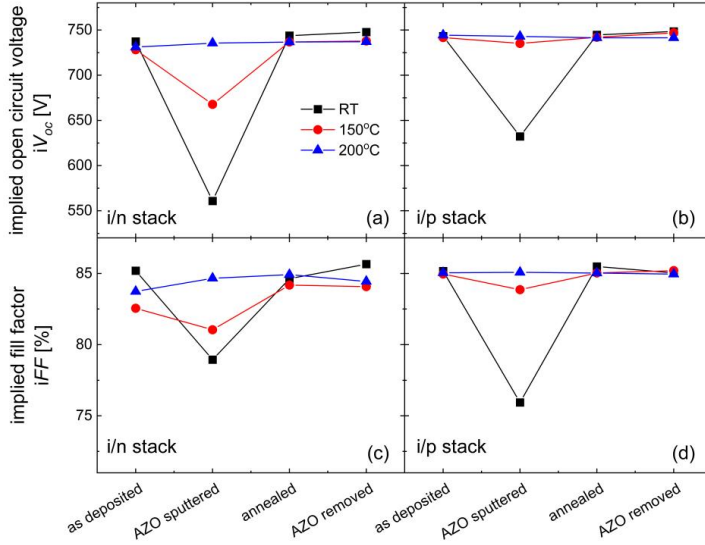 implied open circuit voltage
iVoc [V]
750
700
650
600
550
RT
150°C
200°C
i/n stack
(a)
i/p stack
(b)
implied fill factor
iFF [%]
85
80
75
i/n stack
(c)
i/p stack
(d)
as deposited
AZO sputtered
annealed
AZO removed
as deposited
AZO sputtered
annealed
AZO removed